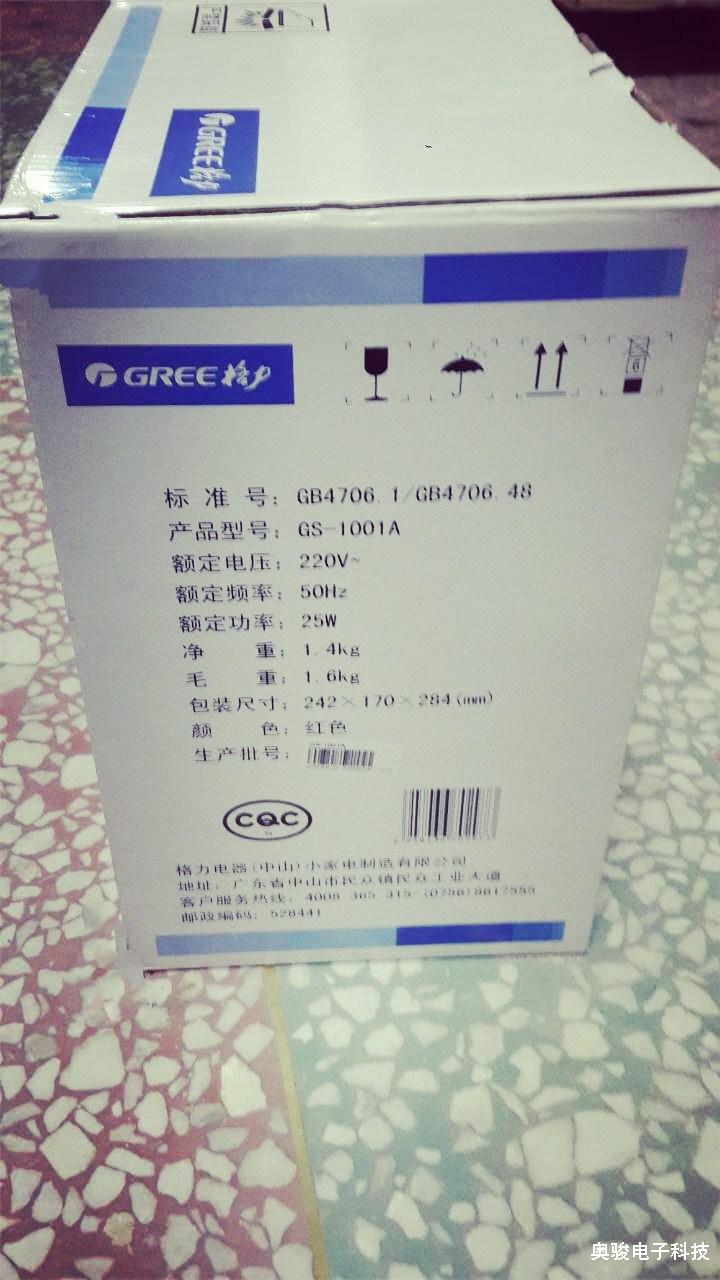 GREE格力
GREE格力
6
标准号：GB4706.1/GB4706.48
产品型号：GS-1001A
额定电压：220V~
额定频率：50Hz
额定功率：25W
净重：1.4kg
毛重：1.6kg
包装尺寸：242×170×284(mm)
颜色：红色
生产批号：
CQC
格力电器(中山)小家电制造有限公司
地址：广东省中山市民众镇民众工业大道
客户服务热线：4008 365 315/(0756)8617555
邮政编码：528441
奥骏电子科技